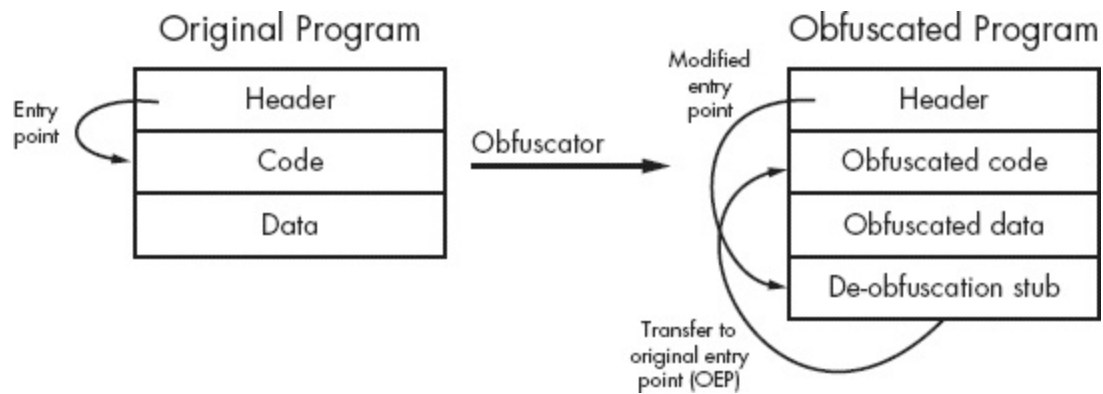 Original Program
Entry
point
Header
Code
Data
Obfuscator
Obfuscated Program
Modified
entry
point
Header
Obfuscated code
Obfuscated data
De-obfuscation stub
Transfer to
original entry
point (OEP)